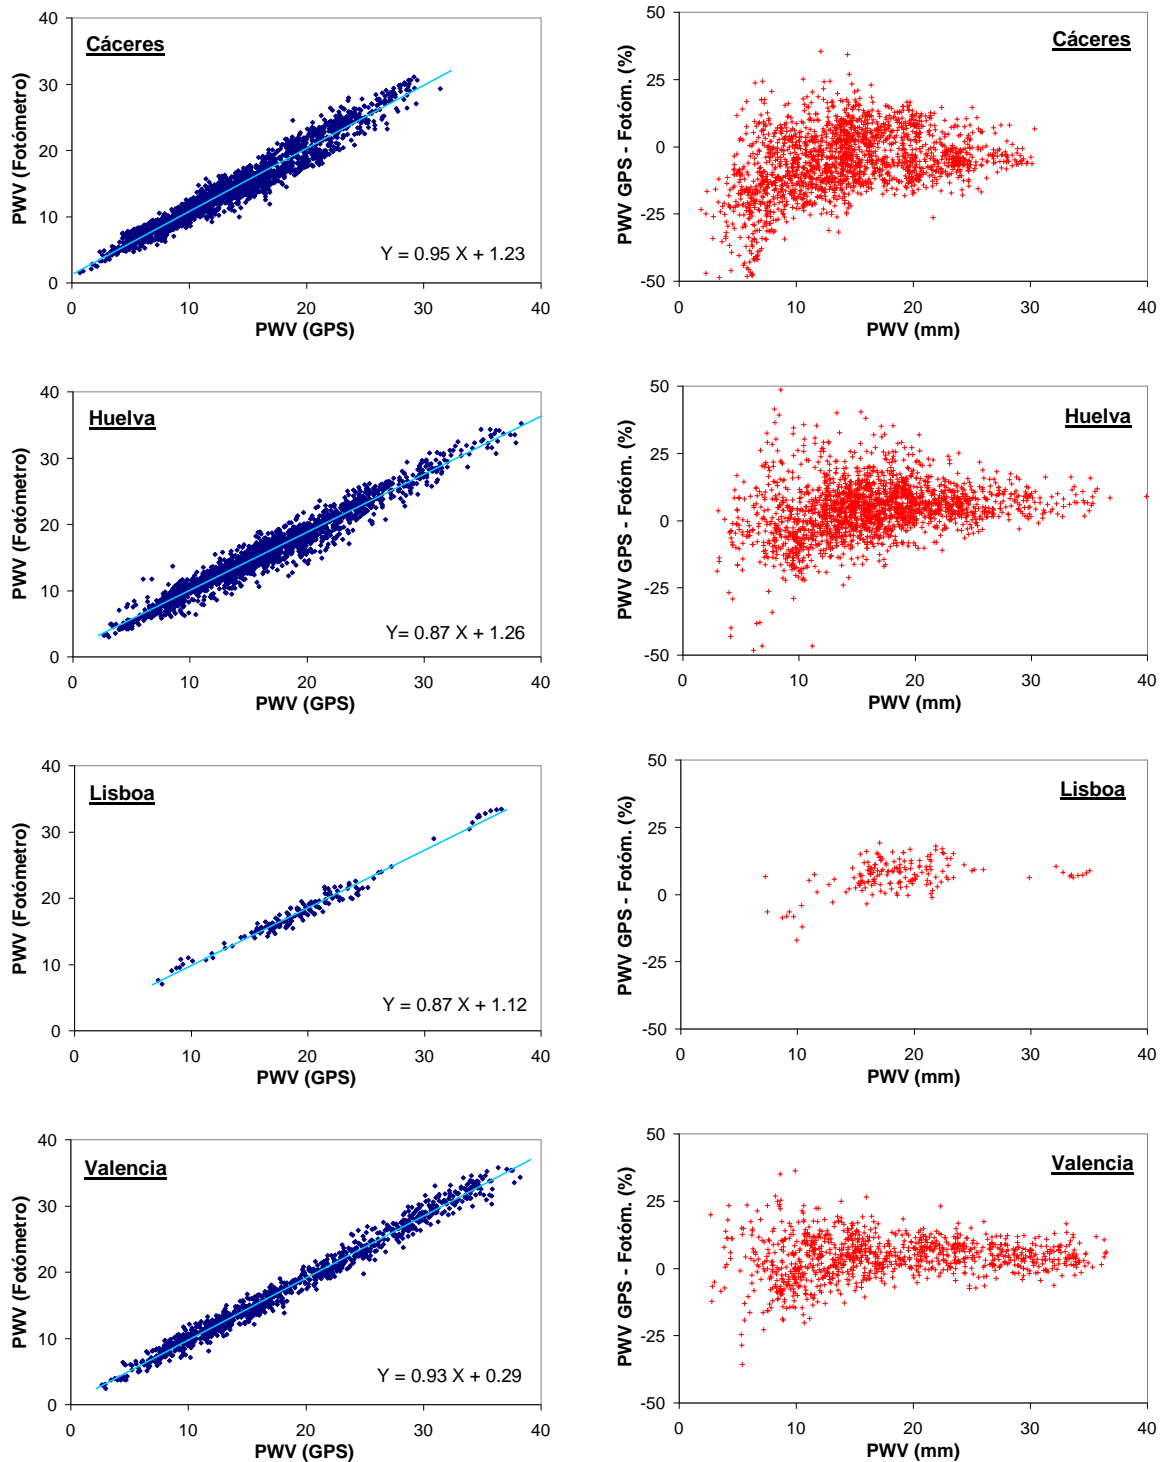 Cáceres
PWV (Fotómetro)
40
30
20
10
0
Y = 0.95 X + 1.23
0 10 20 30 40
PWV (GPS)
Cáceres
PWV GPS - Fotóm. (%)
50
25
0
-25
-50
0 10 20 30 40
PWV (mm)
Huelva
PWV (Fotómetro)
40
30
20
10
0
Y= 0.87 X + 1.26
0 10 20 30 40
PWV (GPS)
Huelva
PWV GPS - Fotóm. (%)
50
25
0
-25
-50
0 10 20 30 40
PWV (mm)
Lisboa
PWV (Fotómetro)
40
30
20
10
0
Y = 0.87 X + 1.12
0 10 20 30 40
PWV (GPS)
Lisboa
PWV GPS - Fotóm. (%)
50
25
0
-25
-50
0 10 20 30 40
PWV (mm)
Valencia
PWV (Fotómetro)
40
30
20
10
0
Y = 0.93 X + 0.29
0 10 20 30 40
PWV (GPS)
Valencia
PWV GPS - Fotóm. (%)
50
25
0
-25
-50
0 10 20 30 40
PWV (mm)